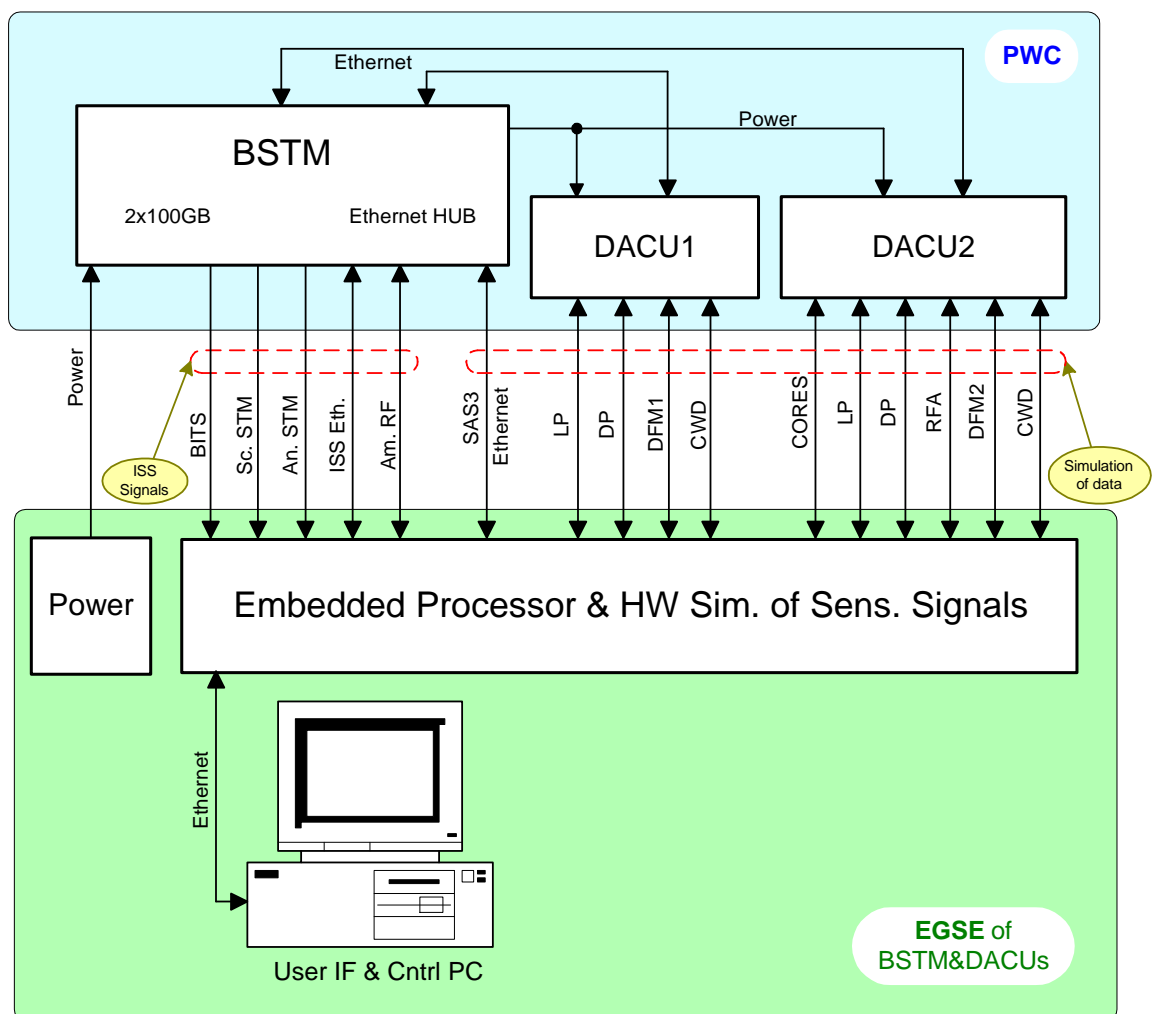 PWC
Ethernet
Power
BSTM
2x100GB
Ethernet HUB
DACU1
DACU2
Power
BITS
Sc. STM
An. STM
ISS Eth.
Am. RF
SAS3
Ethernet
LP
DP
DFM1
CWD
CORES
LP
DP
RFA
DFM2
CWD
ISS
Signals
Simulation
of data
Power
Embedded Processor & HW Sim. of Sens. Signals
Ethernet
User IF & Cntrl PC
EGSE of
BSTM&DACUs